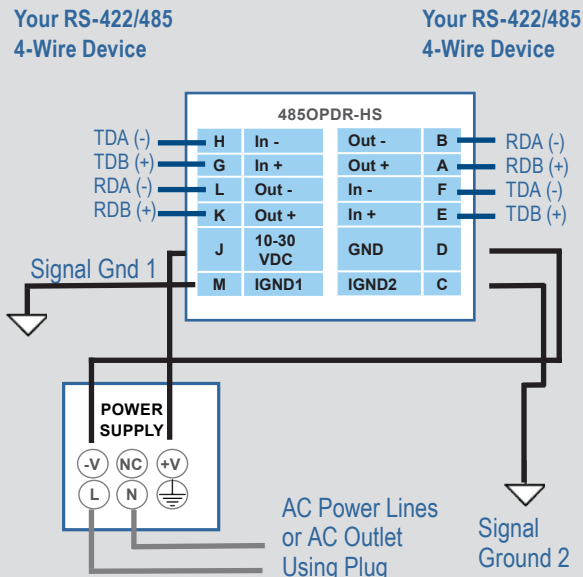 Your RS-422/485
4-Wire Device
Your RS-422/485
4-Wire Device
485OPDR-HS
TDA (-) H In - Out - B RDA (-)
TDB (+) G In + Out + A RDB (+)
RDA (-) L Out - In - F TDA (-)
RDB (+) K Out + In + E TDB (+)
J 10-30 VDC GND D
Signal Gnd 1
M IGND1 IGND2 C
POWER
SUPPLY
-V NC +V
L N
AC Power Lines
or AC Outlet
Using Plug
Signal
Ground 2